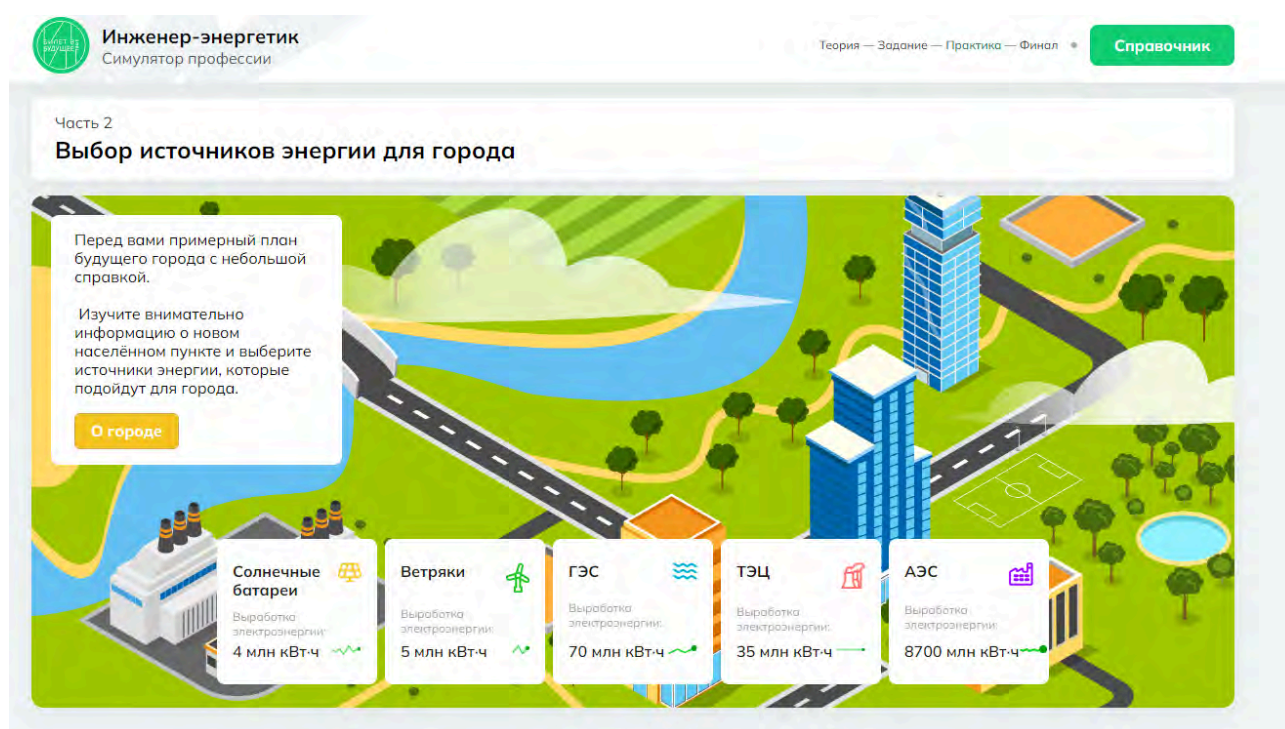 БИЛЕТ В
БУДУЩЕЕ
Инженер-энергетик
Симулятор профессии
Теория — Задание — Практика — Финал
Справочник
Часть 2
Выбор источников энергии для города
Перед вами примерный план
будущего города с небольшой
справкой.
Изучите внимательно
информацию о новом
населённом пункте и выберите
источники энергии, которые
подойдут для города.
О городе
Солнечные
батареи
Выработка
электроэнергии:
4 млн кВт·ч
Ветряки
Выработка
электроэнергии:
5 млн кВт·ч
ГЭС
Выработка
электроэнергии:
70 млн кВт·ч
ТЭЦ
Выработка
электроэнергии:
35 млн кВт·ч
АЭС
Выработка
электроэнергии:
8700 млн кВт·ч